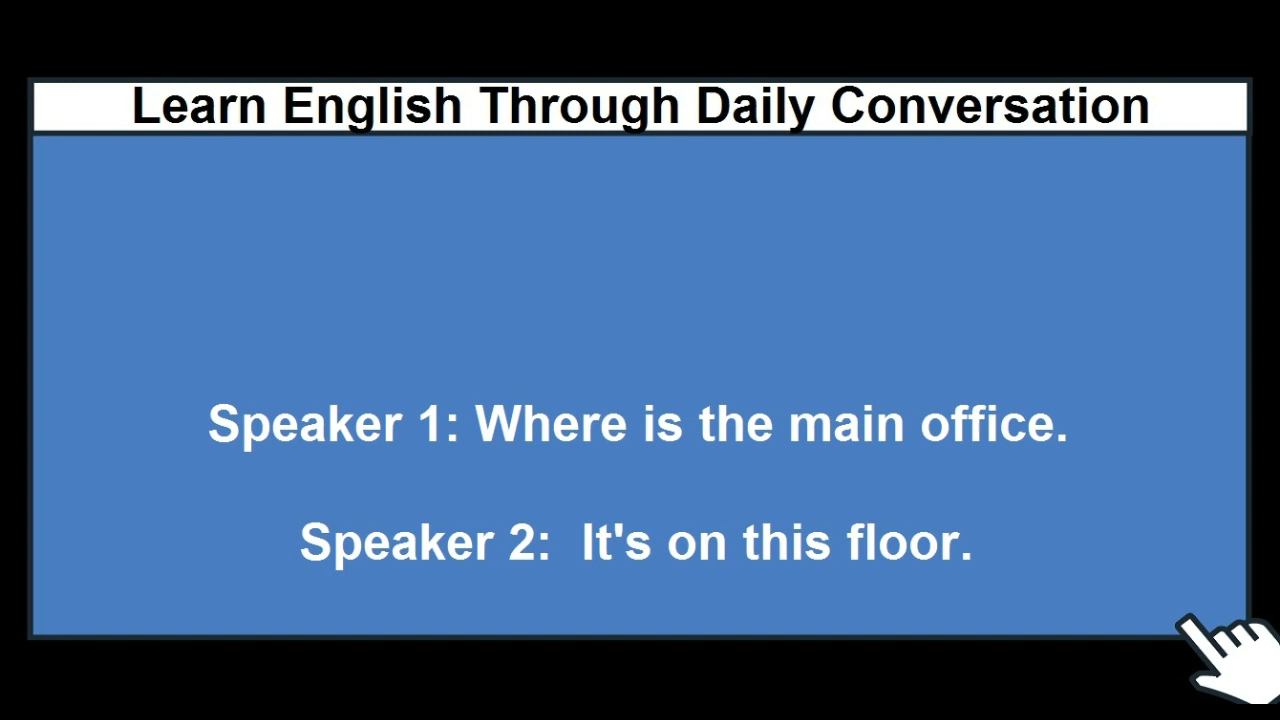 Learn English Through Daily Conversation
Speaker 1: Where is the main office.
Speaker 2:  It's on this floor.